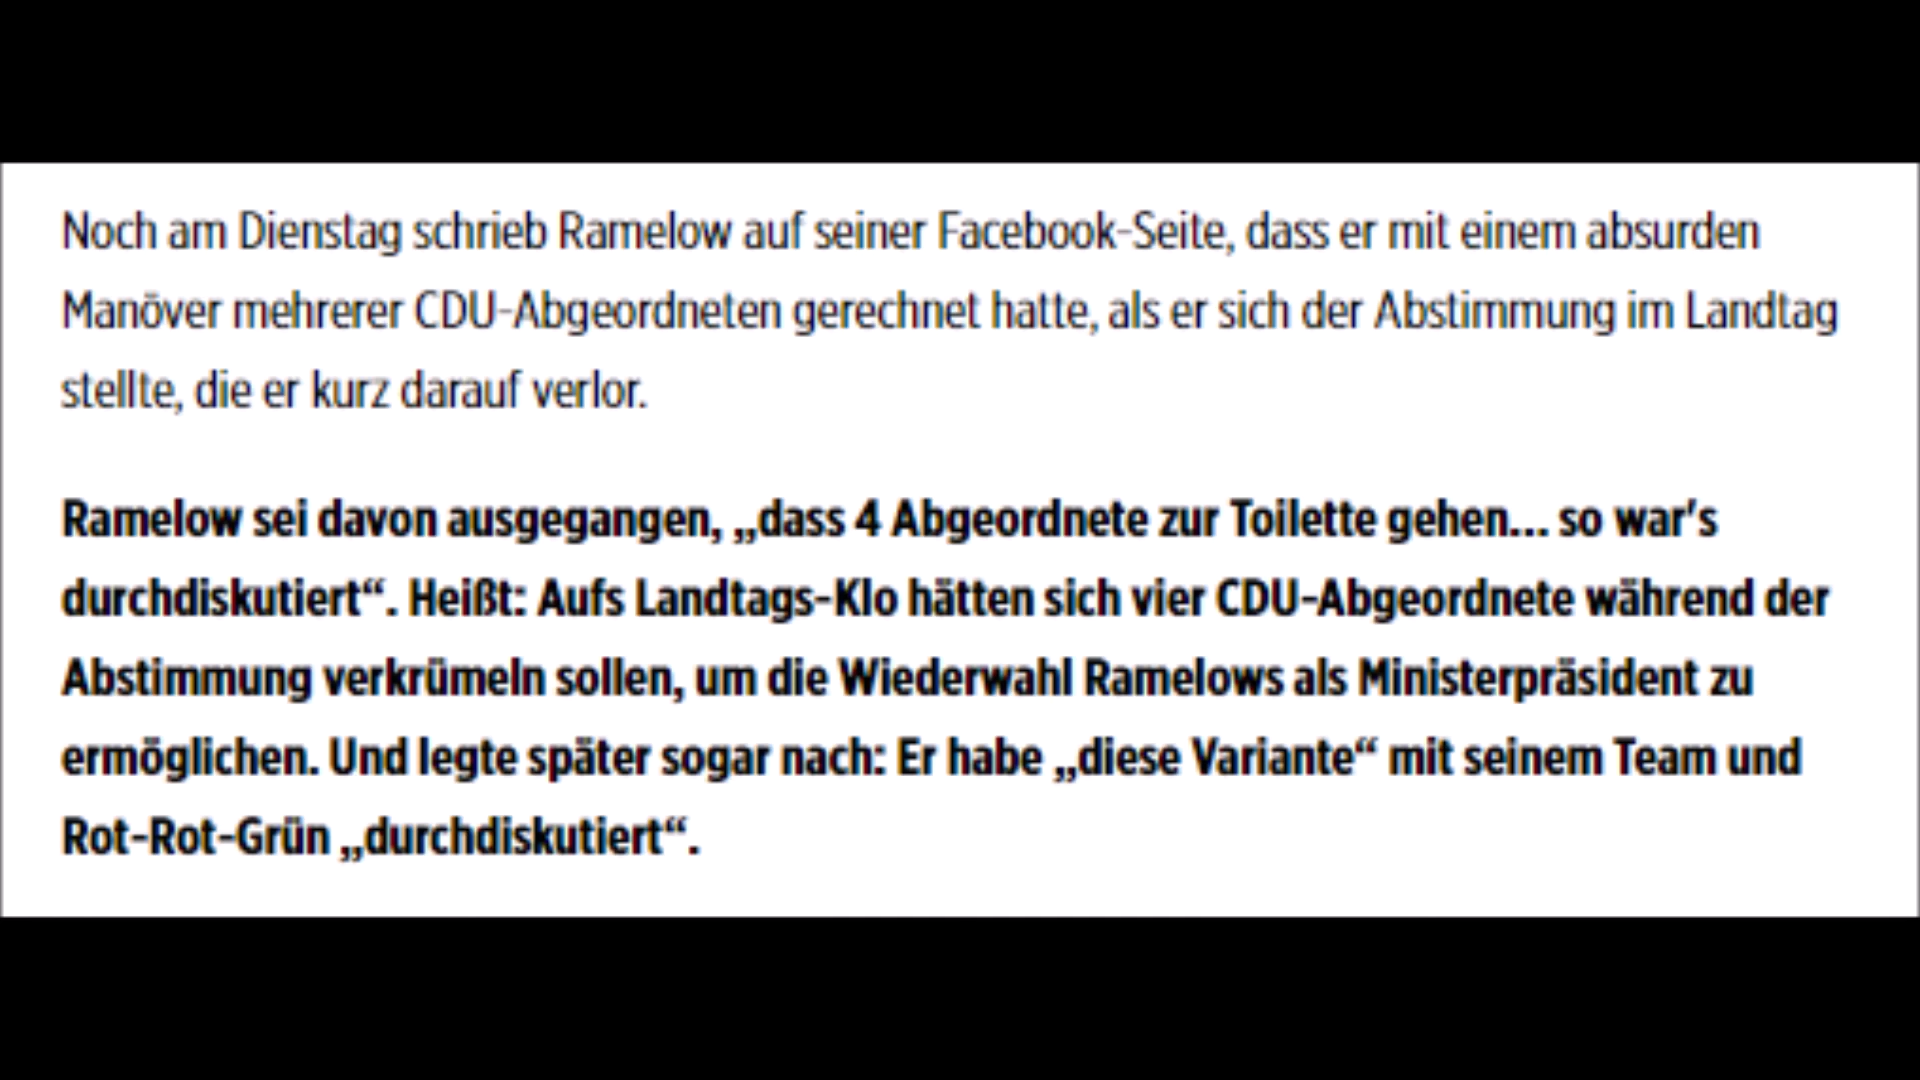 Noch am Dienstag schrieb Ramelow auf seiner Facebook-Seite, dass er mit einem absurden
Manöver mehrerer CDU-Abgeordneten gerechnet hatte, als er sich der Abstimmung im Landtag
stellte, die er kurz darauf verlor.
Ramelow sei davon ausgegangen, „dass 4 Abgeordnete zur Toilette gehen... so war's
durchdiskutiert“. Heißt: Aufs Landtags-Klo hätten sich vier CDU-Abgeordnete während der
Abstimmung verkrümeln sollen, um die Wiederwahl Ramelows als Ministerpräsident zu
ermöglichen. Und legte später sogar nach: Er habe „diese Variante“ mit seinem Team und
Rot-Rot-Grün „durchdiskutiert“.